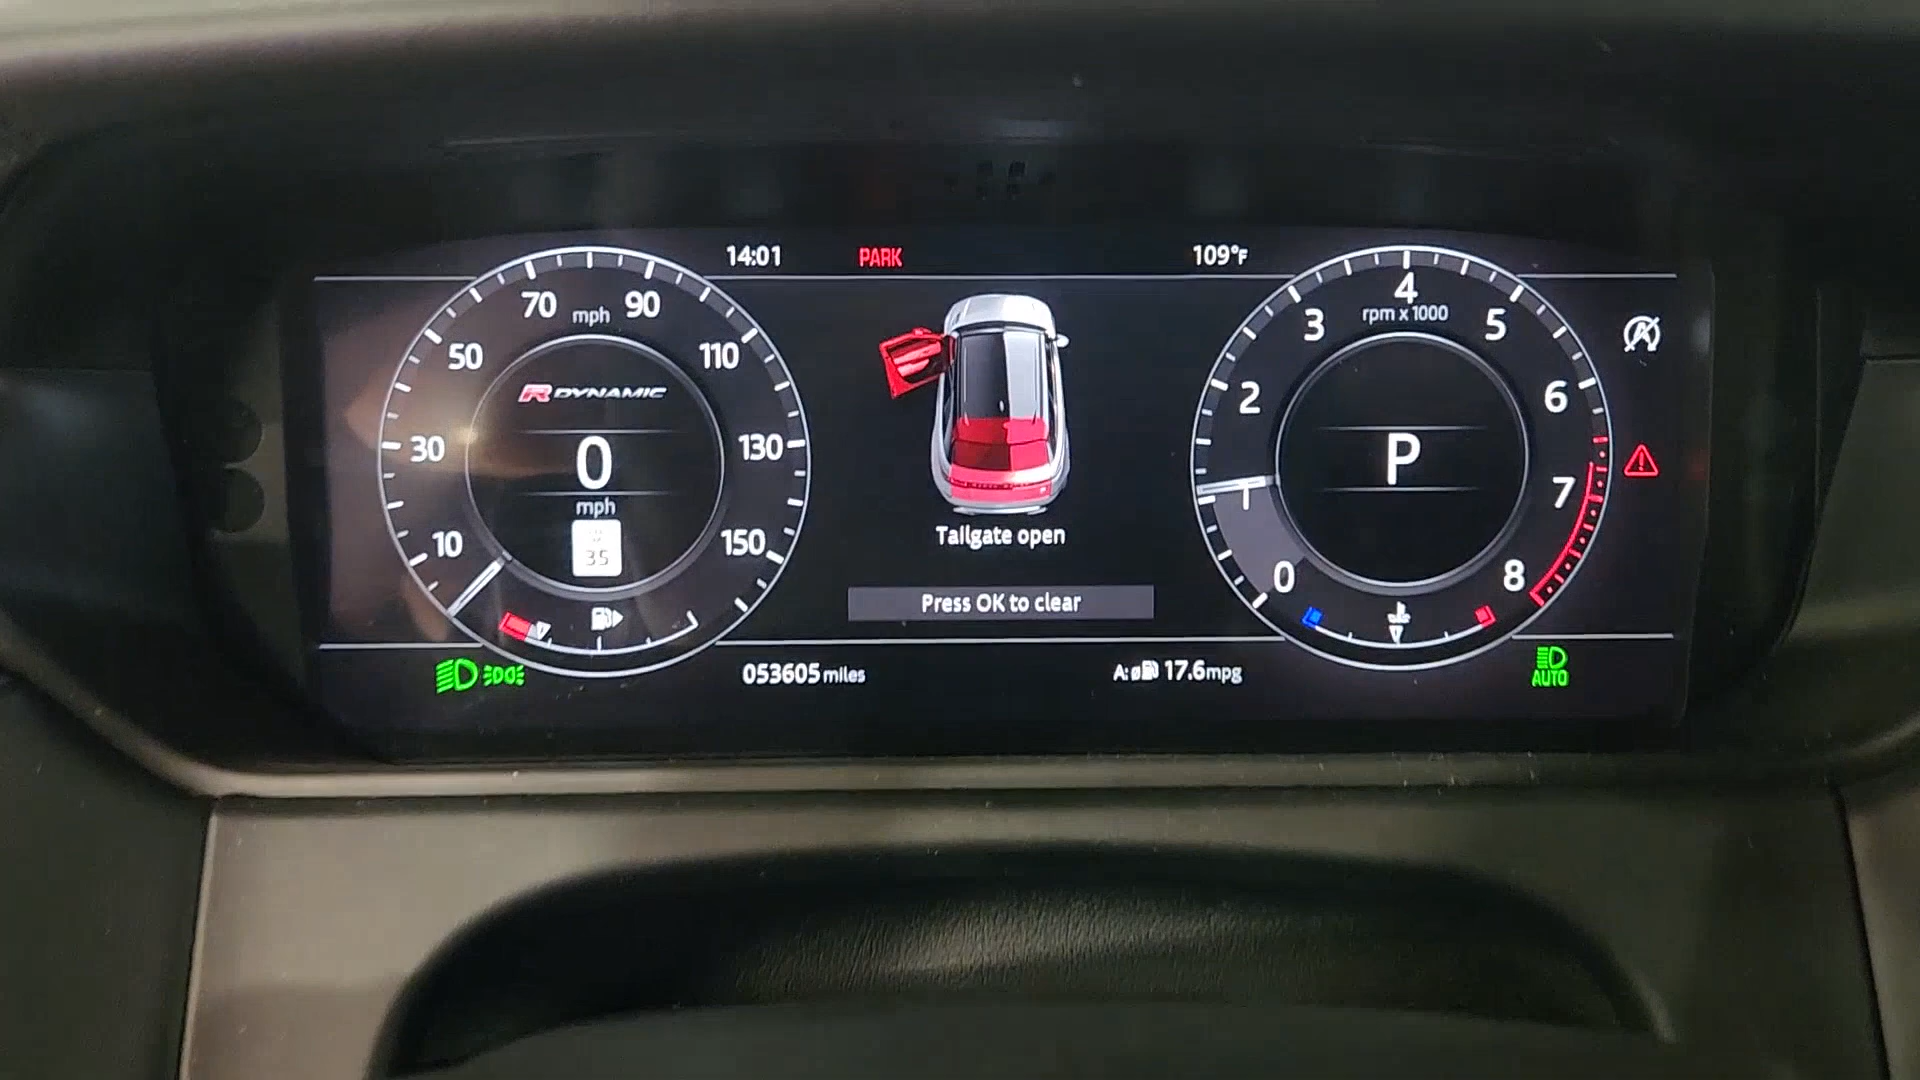 14:01
PARK
109°F
70 mph 90
50 110
30 130
10 150
R DYNAMIC
0
mph
35
Tailgate open
Press OK to clear
4
rpm x 1000
3 5
2 6
P
1 7
0 8
053605 miles
A:ø 17.6mpg
AUTO